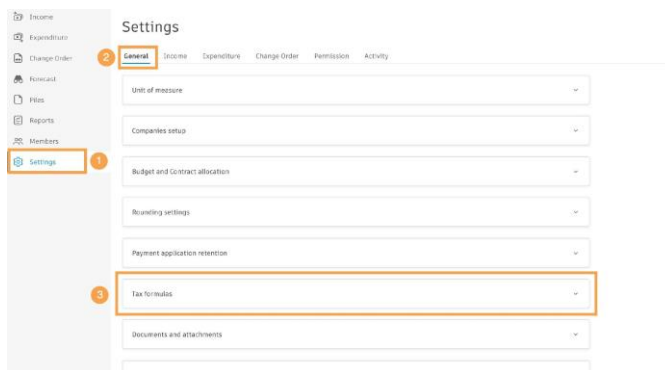 Income
Expenditure
Change Order
Forecast
Files
Reports
Members
Settings
1
Settings
2
General Income Expenditure Change Order Permission Activity
Unit of measure
Companies setup
Budget and Contract allocation
Rounding settings
Payment application retention
3
Tax formulas
Documents and attachments